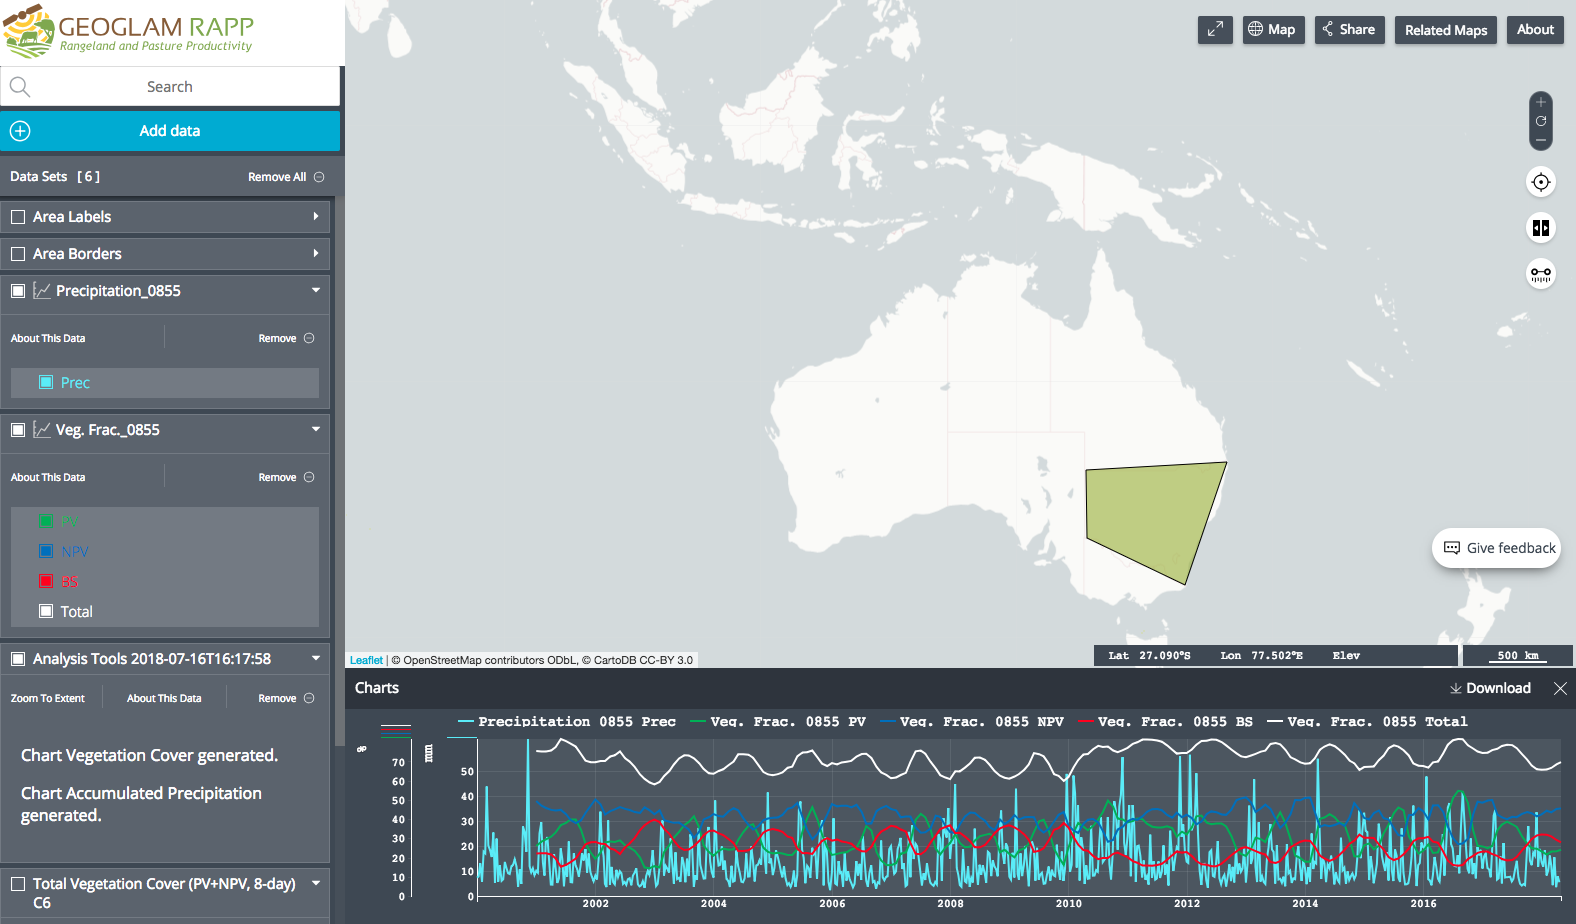 GEOGLAM RAPP
Rangeland and Pasture Productivity
Search
Add data
Data Sets [ 6 ]
Remove All
Area Labels
Area Borders
Precipitation_0855
About This Data
Remove
Prec
Veg. Frac._0855
About This Data
Remove
PV
NPV
BS
Total
Analysis Tools 2018-07-16T16:17:58
Zoom To Extent
About This Data
Remove
Chart Vegetation Cover generated.
Chart Accumulated Precipitation
generated.
Total Vegetation Cover (PV+NPV, 8-day)
C6
Map
Share
Related Maps
About
Give feedback
Leaflet | © OpenStreetMap contributors ODbL, © CartoDB CC-BY 3.0
Lat 27.090°S Lon 77.502°E Elev
500 km
Charts
Download
Precipitation 0855 Prec
Veg. Frac. 0855 PV
Veg. Frac. 0855 NPV
Veg. Frac. 0855 BS
Veg. Frac. 0855 Total
%
70
60
50
40
30
20
10
0
mm
50
40
30
20
10
0
2002
2004
2006
2008
2010
2012
2014
2016